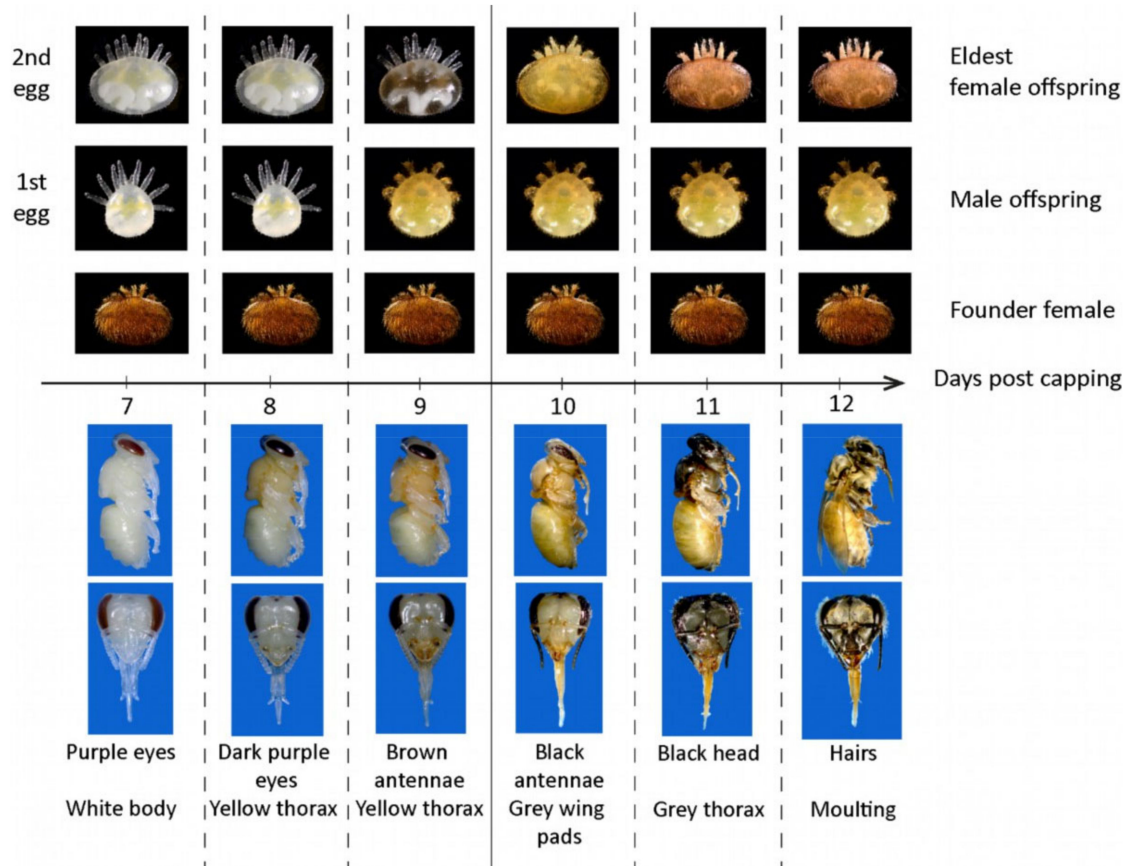 2nd
egg
Eldest
female offspring
1st
egg
Male offspring
Founder female
Days post capping
7 8 9 10 11 12
Purple eyes
White body
Dark purple
eyes
Yellow thorax
Brown
antennae
Yellow thorax
Black
antennae
Grey wing
pads
Black head
Grey thorax
Hairs
Moulting